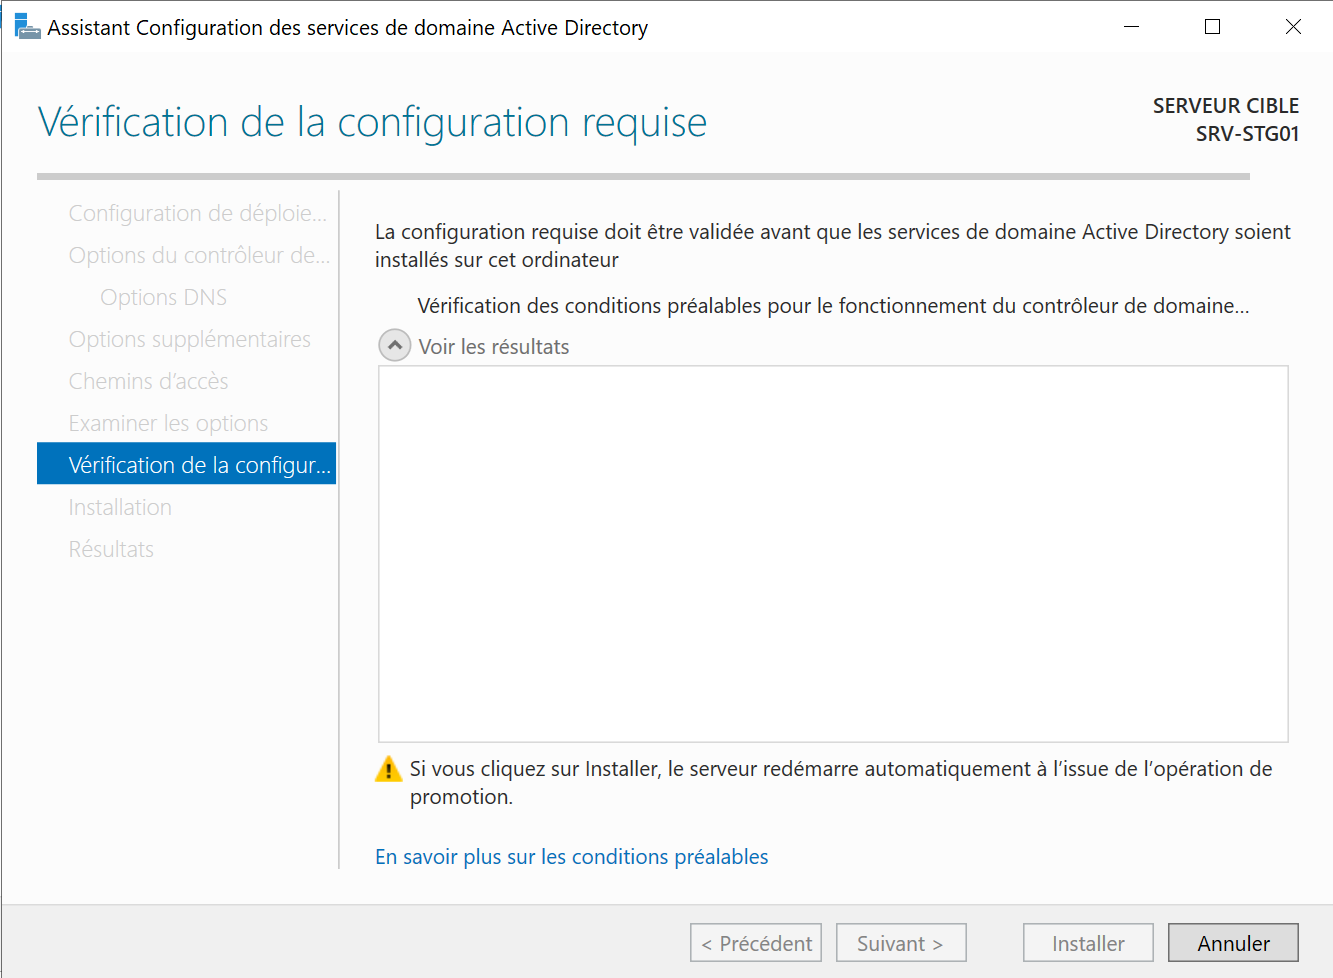 Assistant Configuration des services de domaine Active Directory
Vérification de la configuration requise
SERVEUR CIBLE
SRV-STG01
Configuration de déploie...
Options du contrôleur de...
Options DNS
Options supplémentaires
Chemins d’accès
Examiner les options
Vérification de la configur...
Installation
Résultats
La configuration requise doit être validée avant que les services de domaine Active Directory soient
installés sur cet ordinateur
Vérification des conditions préalables pour le fonctionnement du contrôleur de domaine...
Voir les résultats
Si vous cliquez sur Installer, le serveur redémarre automatiquement à l’issue de l’opération de
promotion.
En savoir plus sur les conditions préalables
< Précédent
Suivant >
Installer
Annuler